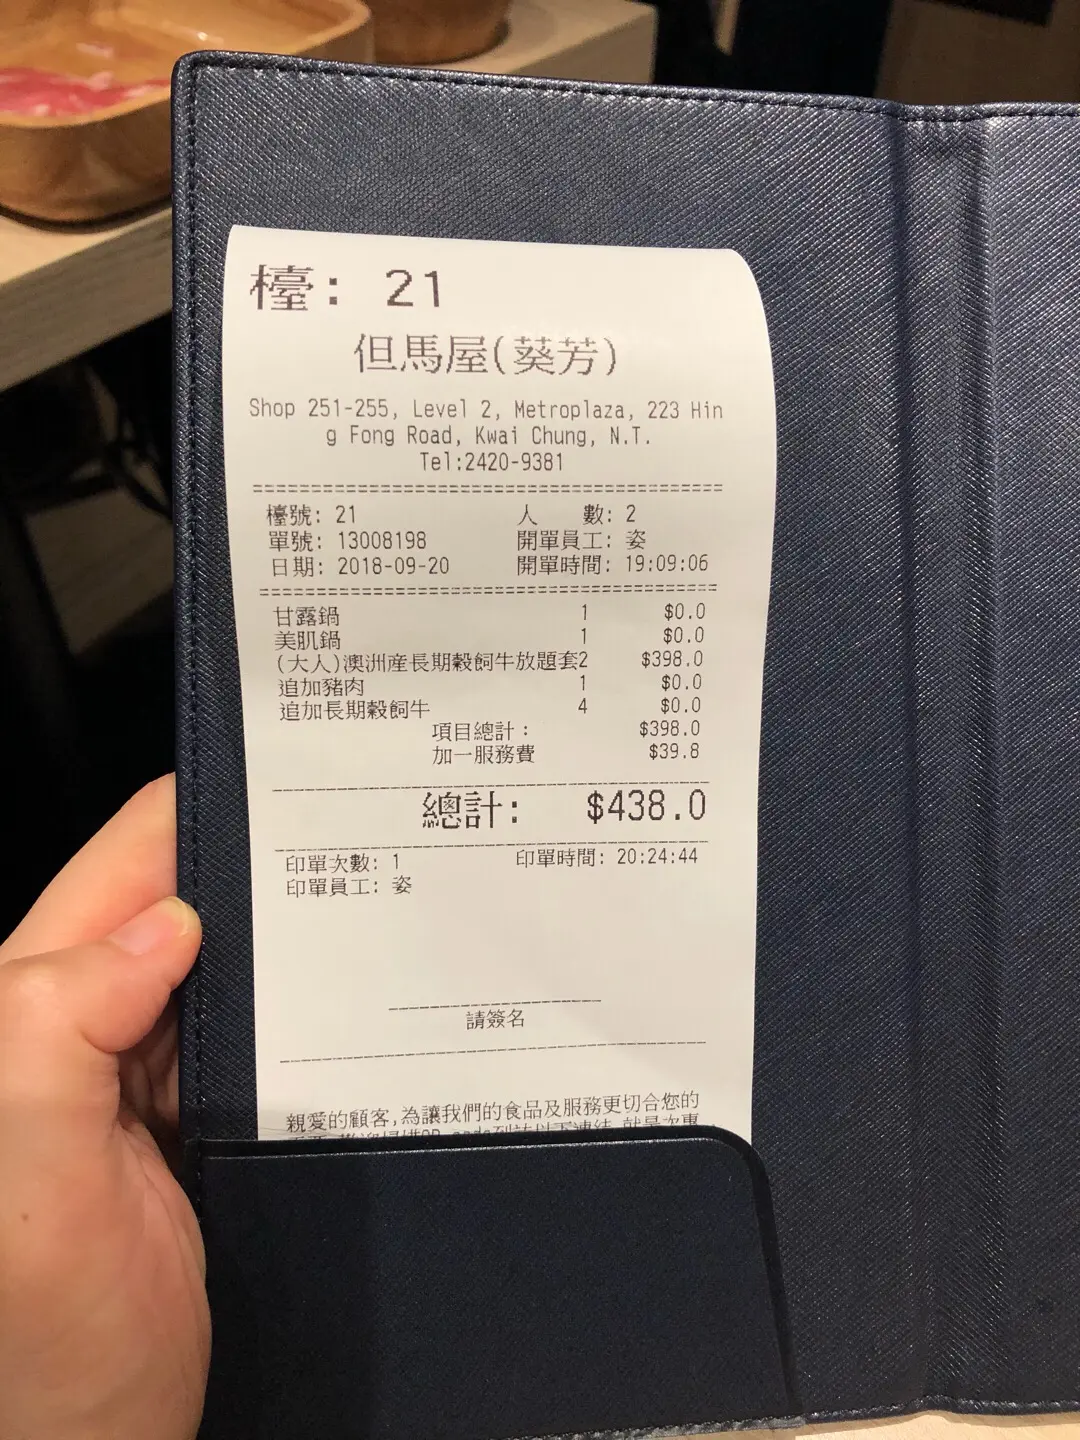 檯: 21
但馬屋(葵芳)
Shop 251-255, Level 2, Metroplaza, 223 Hin
g Fong Road, Kwai Chung, N.T.
Tel:2420-9381
檯號: 21 人 數: 2
單號: 13008198 開單員工: 姿
日期: 2018-09-20 開單時間: 19:09:06
甘露鍋 1 $0.0
美肌鍋 1 $0.0
(大人)澳洲產長期穀飼牛放題套2 $398.0
追加豬肉 1 $0.0
追加長期穀飼牛 4 $0.0
項目總計: $398.0
加一服務費 $39.8
總計: $438.0
印單次數: 1 印單時間: 20:24:44
印單員工: 姿
請簽名
親愛的顧客,為讓我們的食品及服務更切合您的